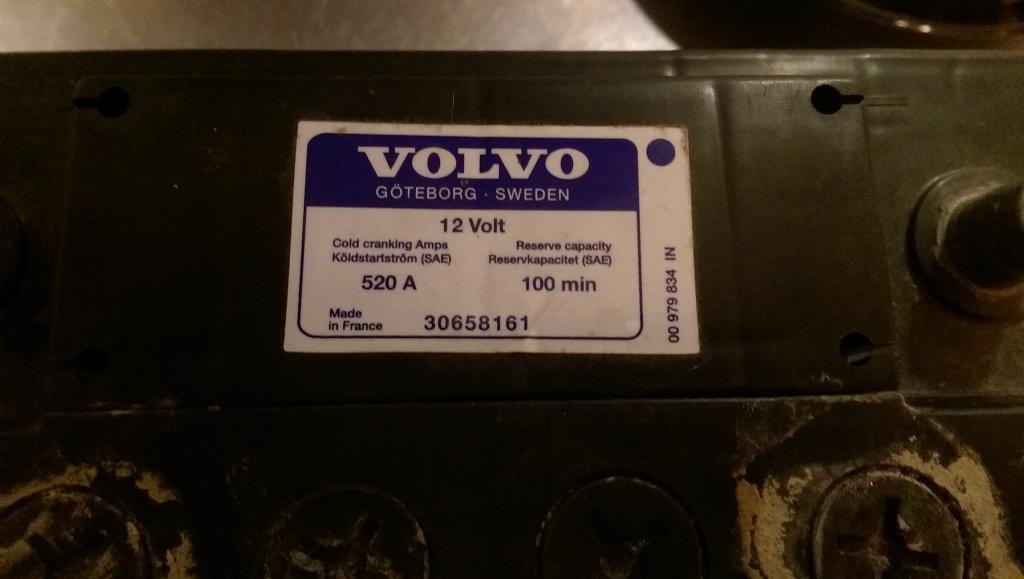 VOLVO
GÖTEBORG · SWEDEN
12 Volt
Cold cranking Amps
Köldstartström (SAE)
520 A
Reserve capacity
Reservkapacitet (SAE)
100 min
Made
in France
30658161
00 979 834 IN